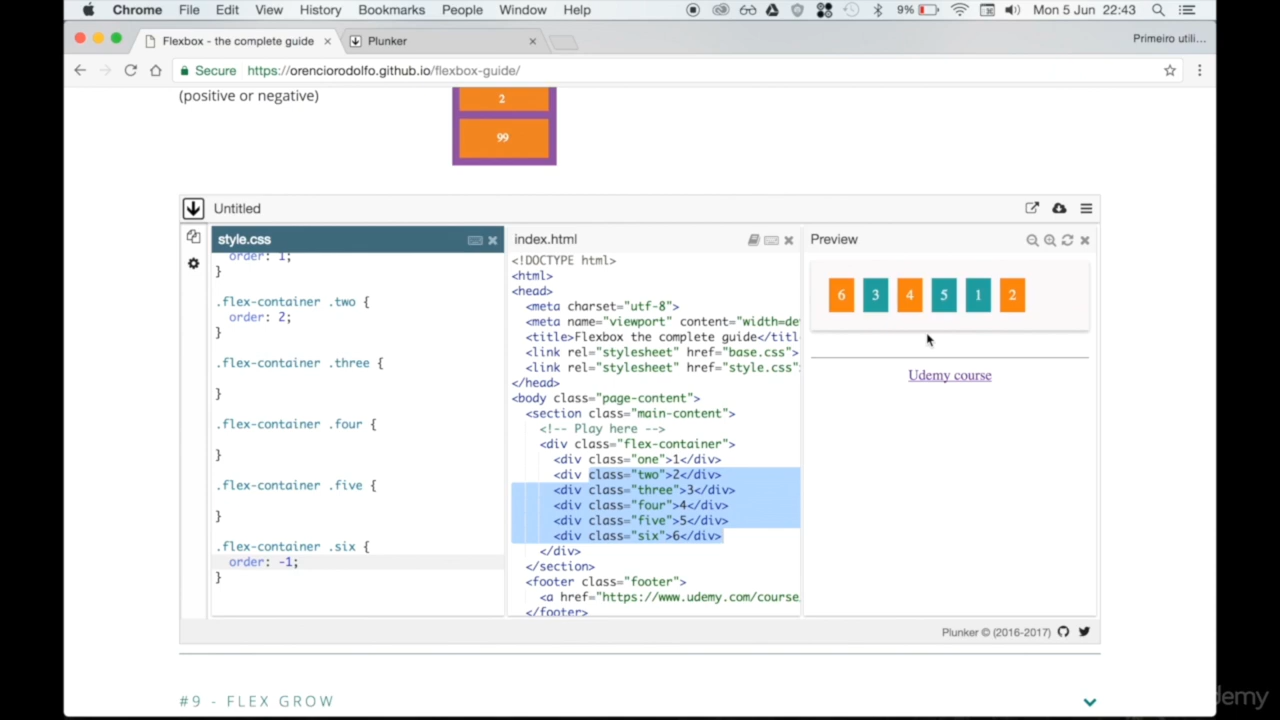 Chrome File Edit View History Bookmarks People Window Help 9% Mon 5 Jun 22:43
Flexbox - the complete guide × Plunker × Primeiro utili...
Secure https://orenciorodolfo.github.io/flexbox-guide/
(positive or negative)
2
99
Untitled
style.css
order: 1;
}
.flex-container .two {
order: 2;
}
.flex-container .three {
}
.flex-container .four {
}
.flex-container .five {
}
.flex-container .six {
order: -1;
}
index.html
<!DOCTYPE html>
<html>
<head>
<meta charset="utf-8">
<meta name="viewport" content="width=de
<title>Flexbox the complete guide</titl
<link rel="stylesheet" href="base.css">
<link rel="stylesheet" href="style.css"
</head>
<body class="page-content">
<section class="main-content">
<!-- Play here -->
<div class="flex-container">
<div class="one">1</div>
<div class="two">2</div>
<div class="three">3</div>
<div class="four">4</div>
<div class="five">5</div>
<div class="six">6</div>
</div>
</section>
<footer class="footer">
<a href="https://www.udemy.com/course
</footer>
Preview
6 3 4 5 1 2
Udemy course
Plunker © (2016-2017)
#9 - FLEX GROW
demy